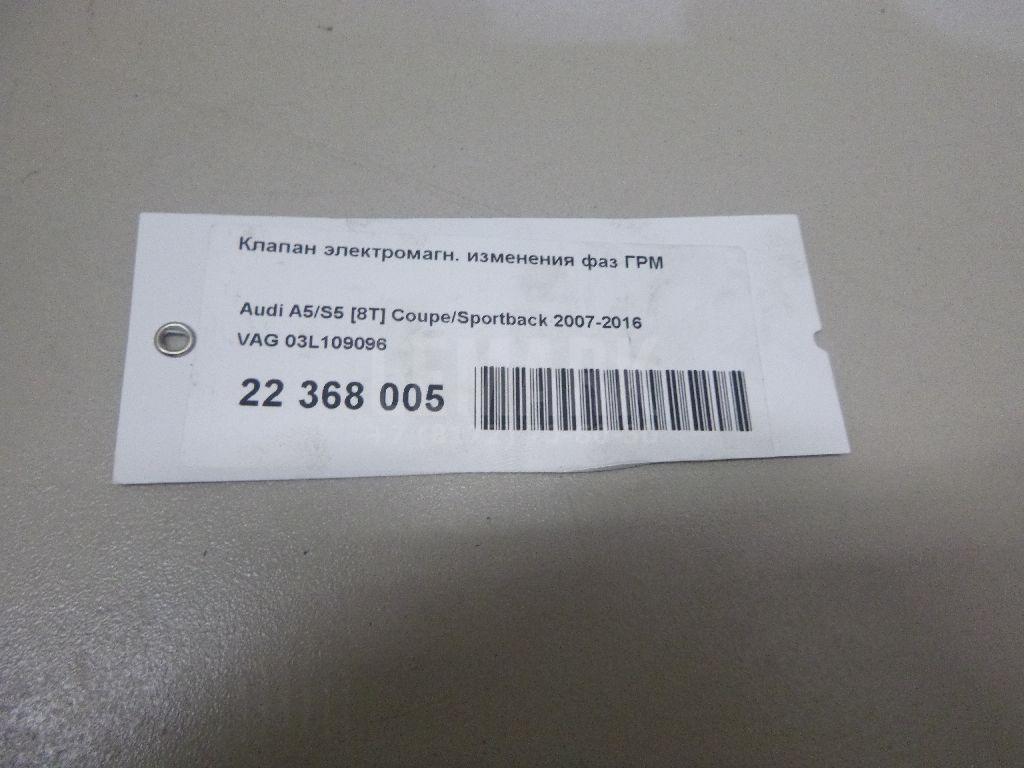 Клапан электромагн. изменения фаз ГРМ
Audi A5/S5 [8T] Coupe/Sportback 2007-2016
VAG 03L109096
22 368 005